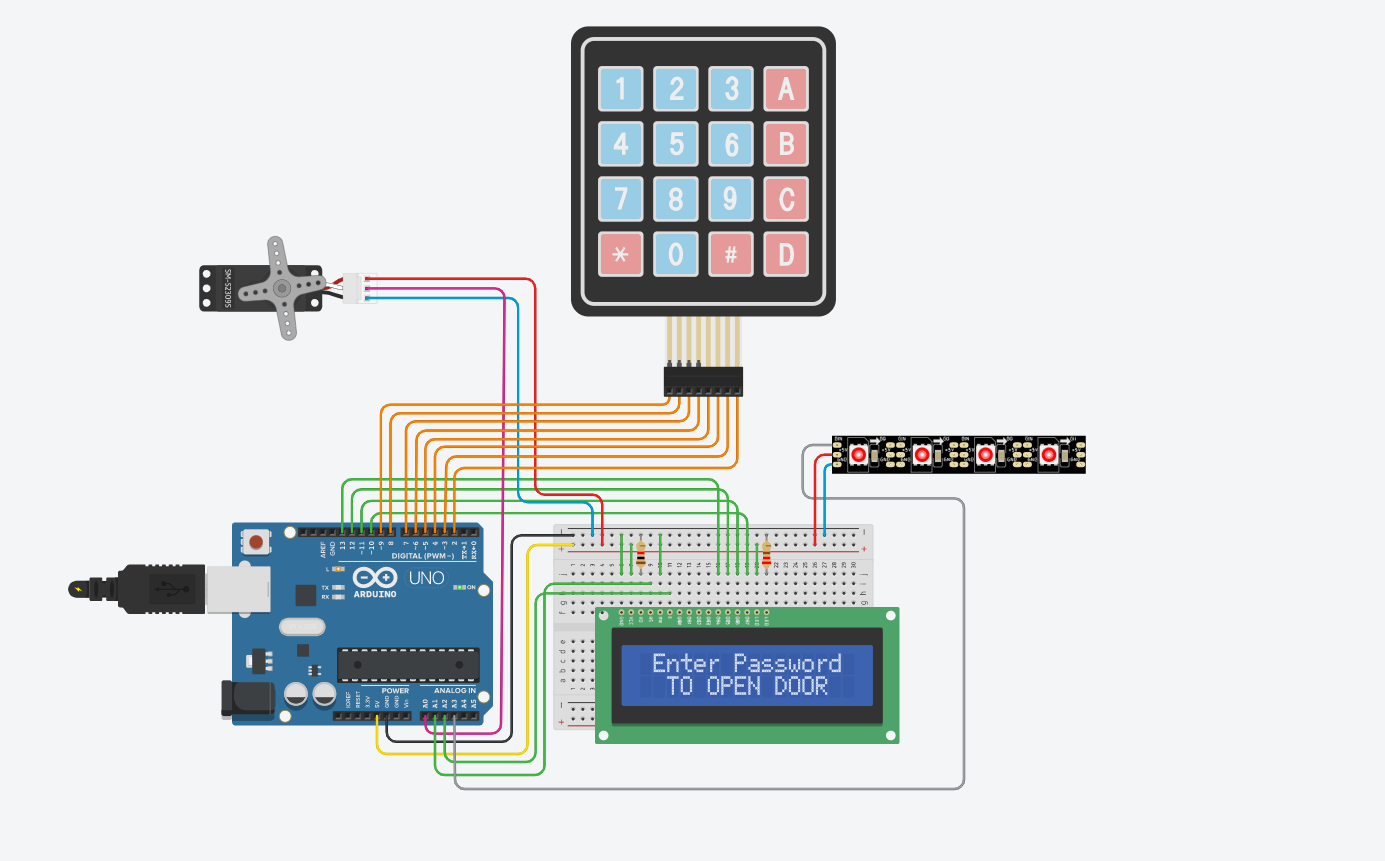 1 2 3 A
4 5 6 B
7 8 9 C
* 0 # D
SM-S2309S
DIN
+5V
GND
AREF
GND
13
12
~11
~10
~9
8
7
~6
~5
4
~3
2
TX→1
RX←0
DIGITAL (PWM~)
L
TX
RX
UNO
ON
ARDUINO
POWER
ANALOG IN
IOREF
RESET
3.3V
5V
GND
GND
Vin
A0
A1
A2
A3
A4
A5
Enter Password
TO OPEN DOOR